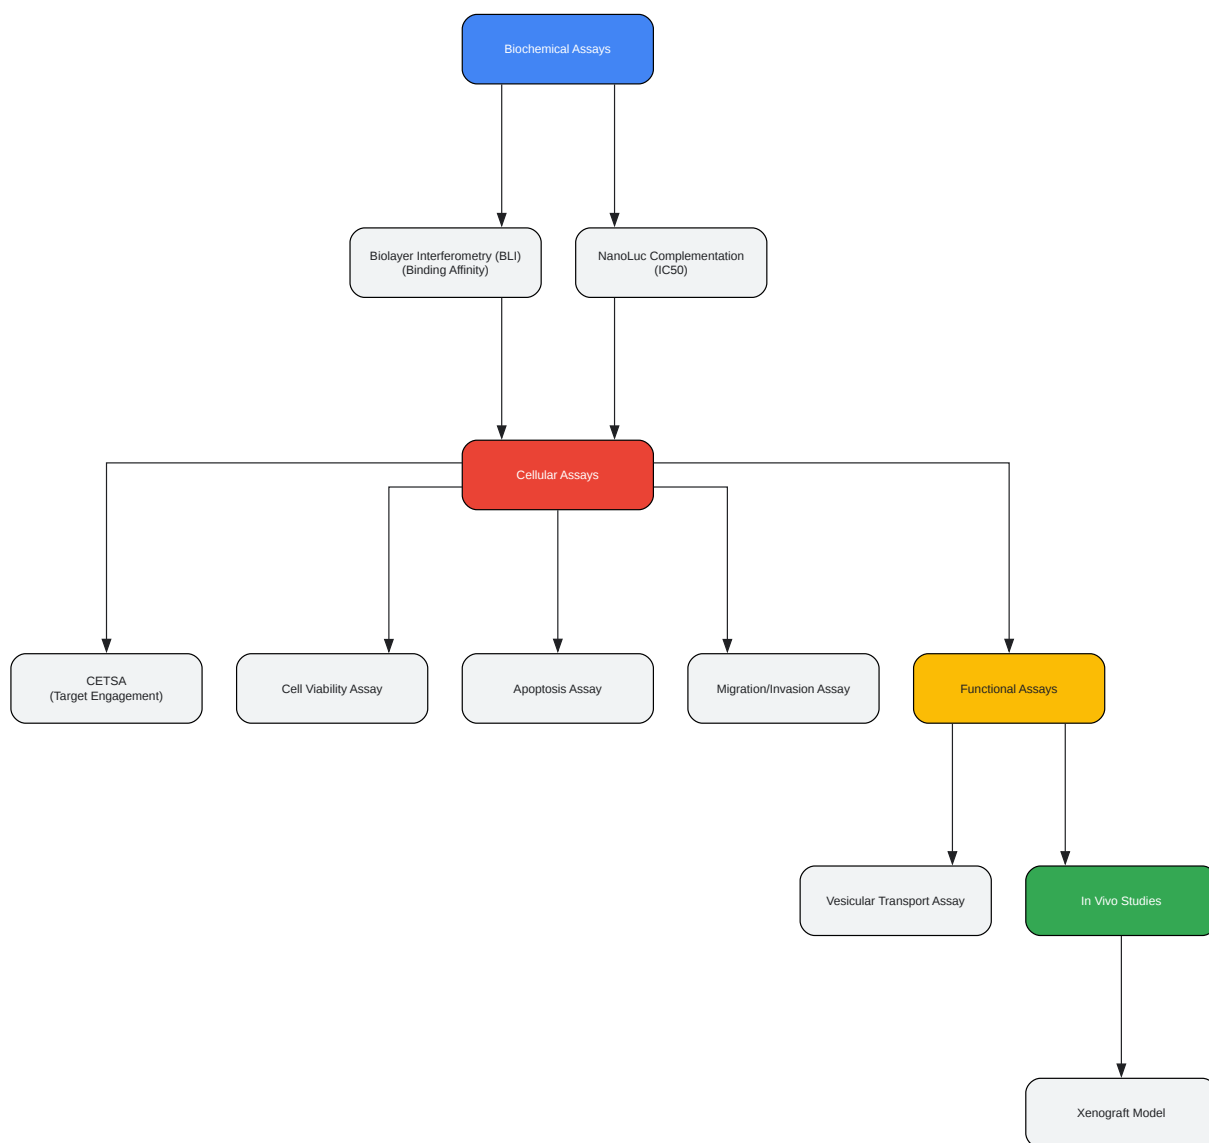 Biochemical Assays
Biolayer Interferometry (BLI)
(Binding Affinity)
NanoLuc Complementation
(IC50)
Cellular Assays
CETSA
(Target Engagement)
Cell Viability Assay
Apoptosis Assay
Migration/Invasion Assay
Functional Assays
Vesicular Transport Assay
In Vivo Studies
Xenograft Model